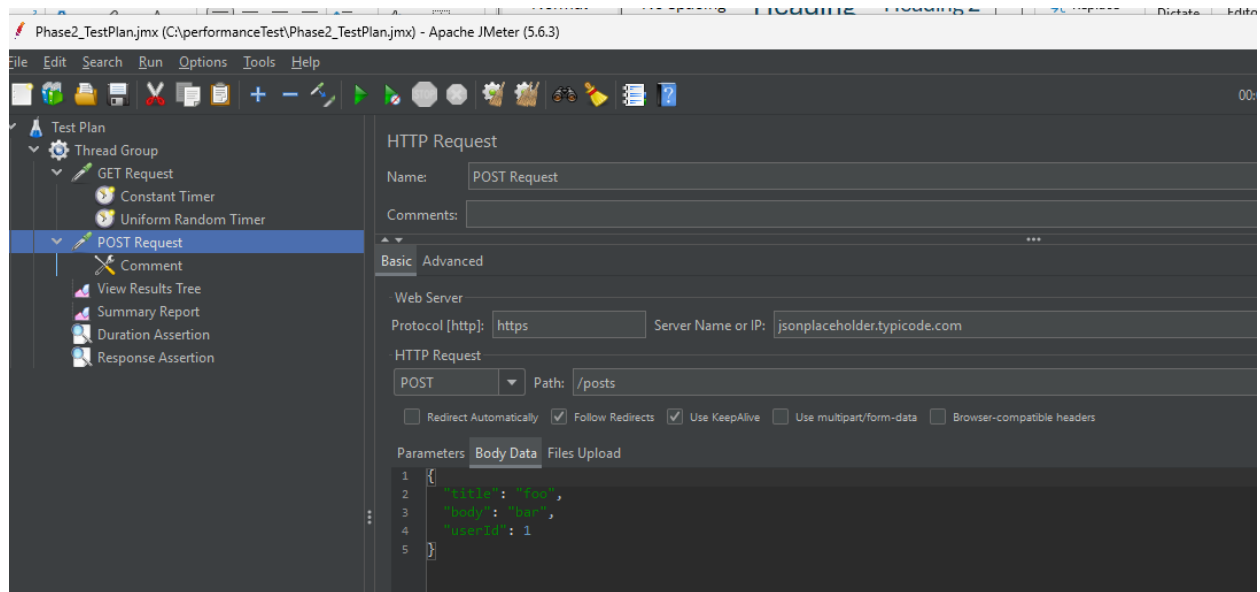 Phase2_TestPlan.jmx (C:\performanceTest\Phase2_TestPlan.jmx) - Apache JMeter (5.6.3)
File Edit Search Run Options Tools Help
STOP
00:
Test Plan
Thread Group
GET Request
Constant Timer
Uniform Random Timer
POST Request
Comment
View Results Tree
Summary Report
Duration Assertion
Response Assertion
HTTP Request
Name: POST Request
Comments:
Basic Advanced
Web Server
Protocol [http]: https Server Name or IP: jsonplaceholder.typicode.com
HTTP Request
POST Path: /posts
Redirect Automatically Follow Redirects Use KeepAlive Use multipart/form-data Browser-compatible headers
Parameters Body Data Files Upload
1 {
2 "title": "foo",
3 "body": "bar",
4 "userId": 1
5 }